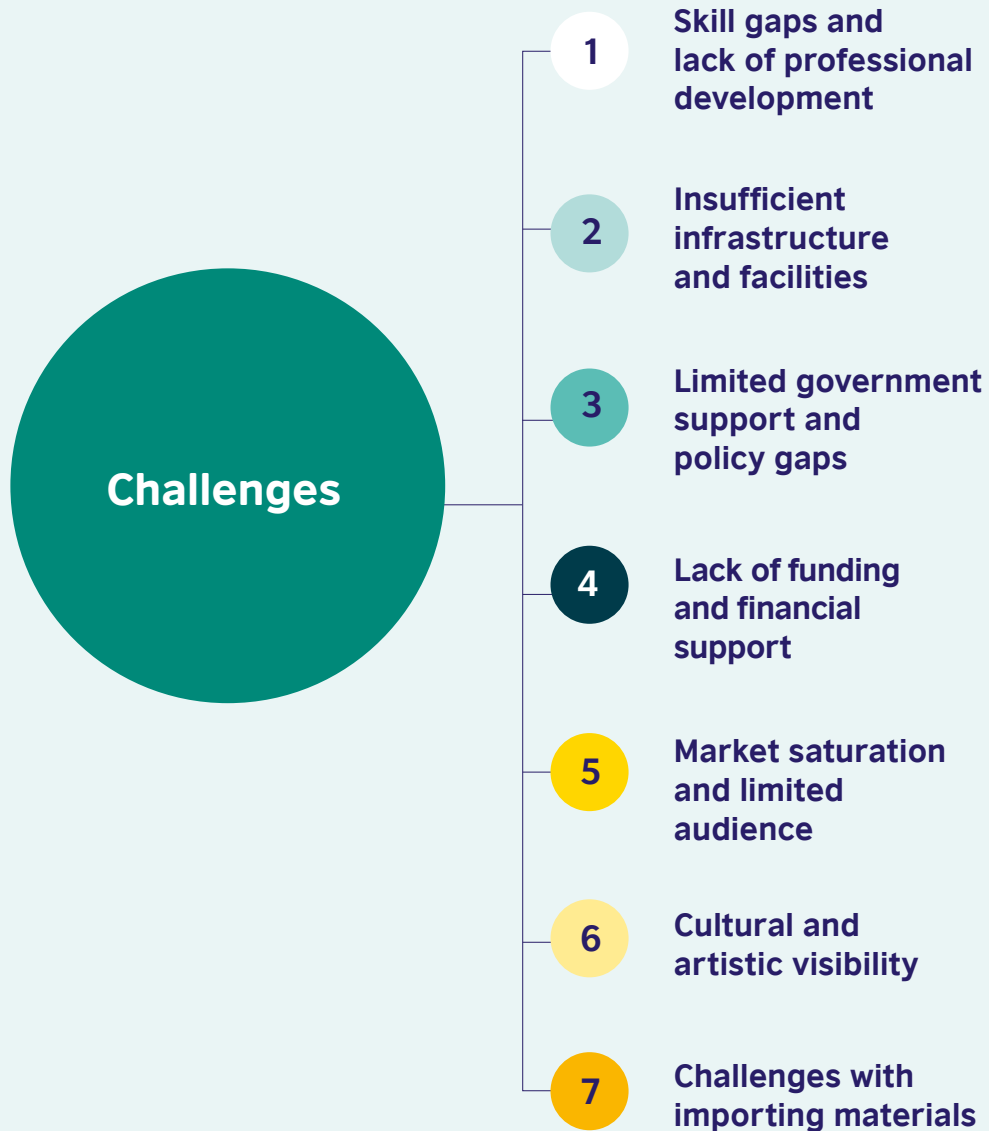 Challenges
1
Skill gaps and
lack of professional
development
2
Insufficient
infrastructure
and facilities
3
Limited government
support and
policy gaps
4
Lack of funding
and financial
support
5
Market saturation
and limited
audience
6
Cultural and
artistic visibility
7
Challenges with
importing materials